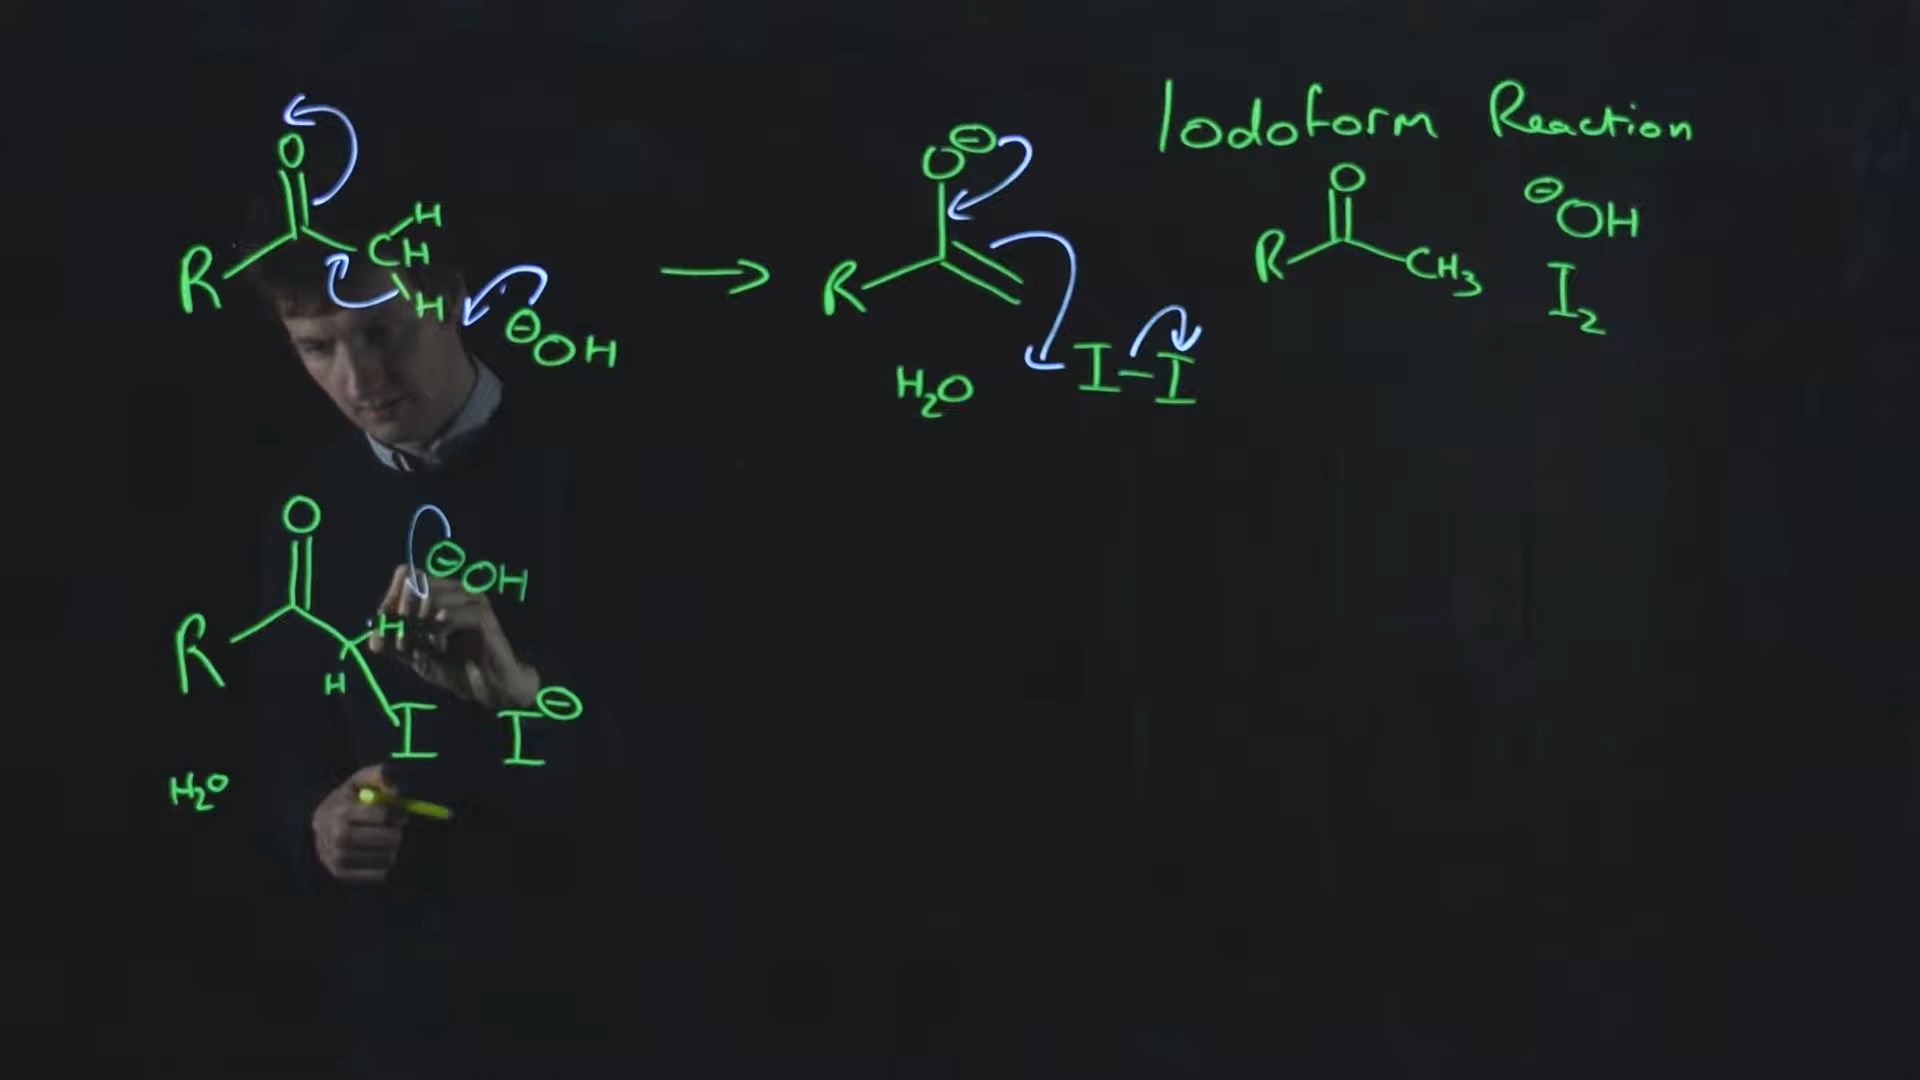 Iodoform Reaction
O
R
CH
H
H
⊖OH
O⊖
R
H₂O
I-I
O
R
CH₃
⊖OH
I₂
O
⊖OH
R
H
H
I
I⊖
H₂O